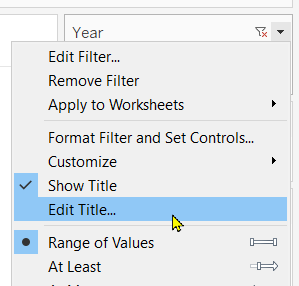 Year
Edit Filter...
Remove Filter
Apply to Worksheets
Format Filter and Set Controls...
Customize
Show Title
Edit Title...
Range of Values
At Least